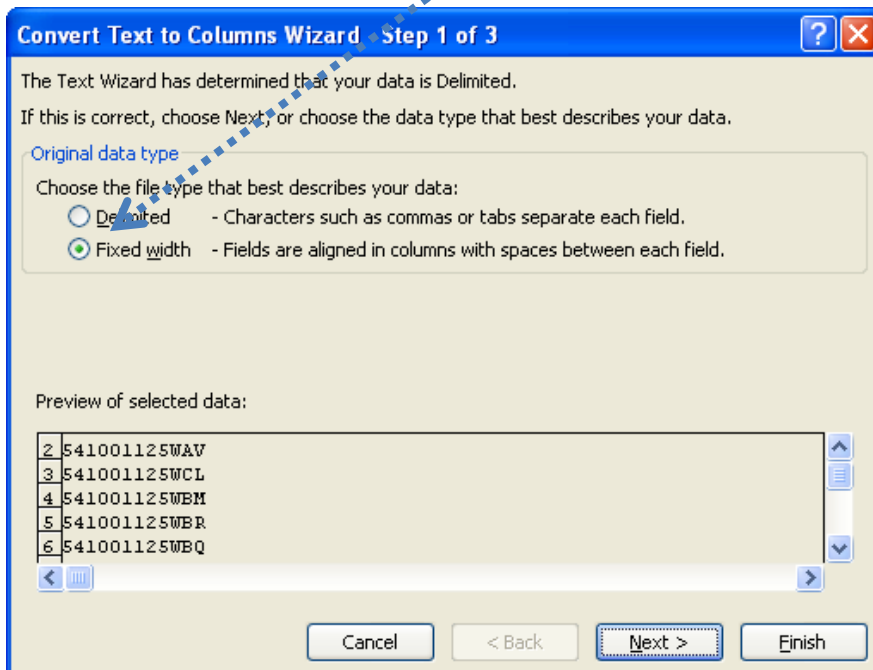 Convert Text to Columns Wizard - Step 1 of 3
The Text Wizard has determined that your data is Delimited.
If this is correct, choose Next, or choose the data type that best describes your data.
Original data type
Choose the file type that best describes your data:
Delimited - Characters such as commas or tabs separate each field.
Fixed width - Fields are aligned in columns with spaces between each field.
Preview of selected data:
2 541001125WAV
3 541001125WCL
4 541001125WBM
5 541001125WBR
6 541001125WBQ
Cancel < Back Next > Finish